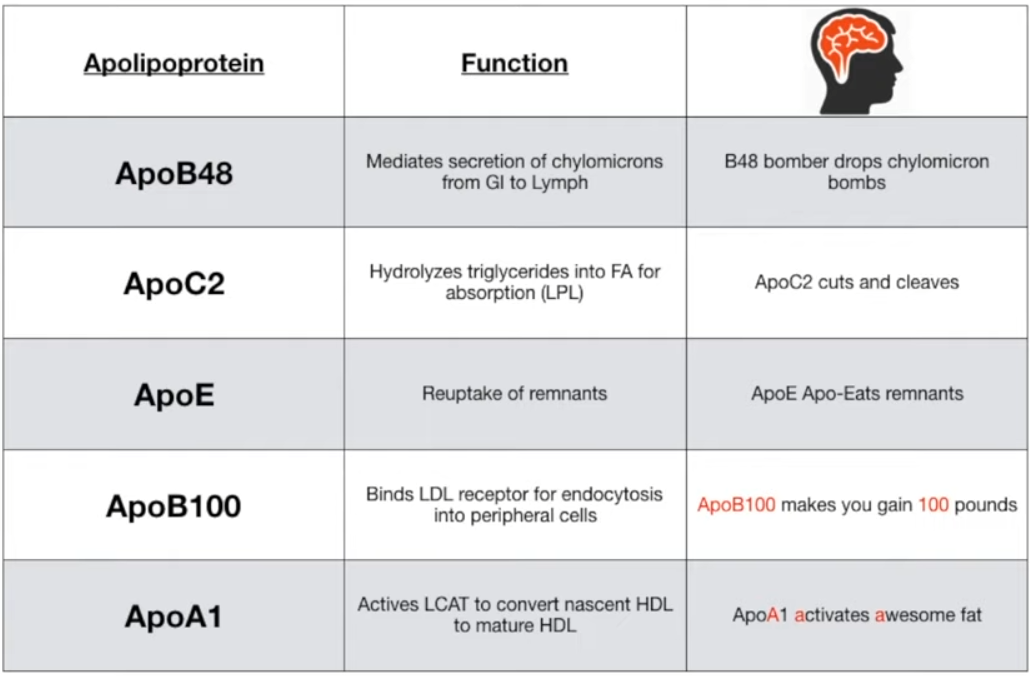 Apolipoprotein
Function
ApoB48
Mediates secretion of chylomicrons
from GI to Lymph
B48 bomber drops chylomicron
bombs
ApoC2
Hydrolyzes triglycerides into FA for
absorption (LPL)
ApoC2 cuts and cleaves
ApoE
Reuptake of remnants
ApoE Apo-Eats remnants
ApoB100
Binds LDL receptor for endocytosis
into peripheral cells
ApoB100 makes you gain 100 pounds
ApoA1
Actives LCAT to convert nascent HDL
to mature HDL
ApoA1 activates awesome fat